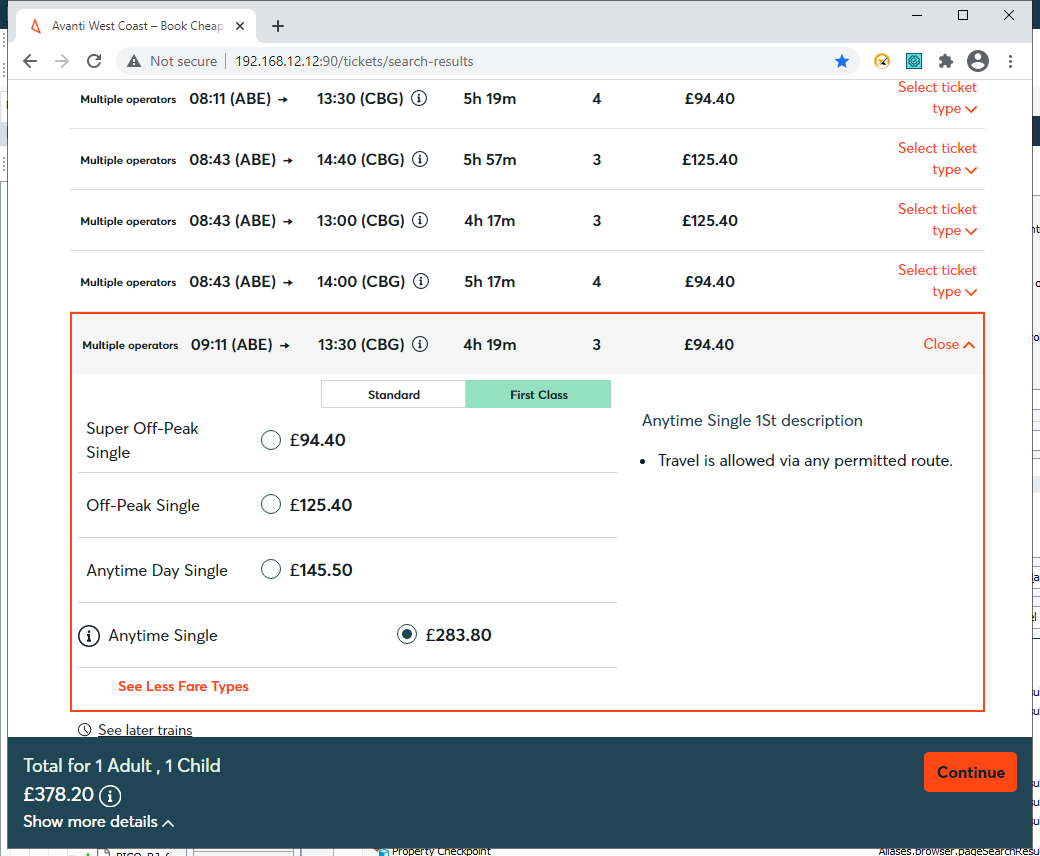 Avanti West Coast – Book Cheap
Not secure
192.168.12.12:90/tickets/search-results
Multiple operators 08:11 (ABE) → 13:30 (CBG) 5h 19m 4 £94.40 Select ticket type
Multiple operators 08:43 (ABE) → 14:40 (CBG) 5h 57m 3 £125.40 Select ticket type
Multiple operators 08:43 (ABE) → 13:00 (CBG) 4h 17m 3 £125.40 Select ticket type
Multiple operators 08:43 (ABE) → 14:00 (CBG) 5h 17m 4 £94.40 Select ticket type
Multiple operators 09:11 (ABE) → 13:30 (CBG) 4h 19m 3 £94.40 Close
Standard First Class
Super Off-Peak
Single
£94.40
Off-Peak Single £125.40
Anytime Day Single £145.50
Anytime Single £283.80
See Less Fare Types
Anytime Single 1St description
• Travel is allowed via any permitted route.
See later trains
Total for 1 Adult , 1 Child
£378.20
Show more details
Continue
Property Checkpoint
Aliases.browser.pageSearchResu